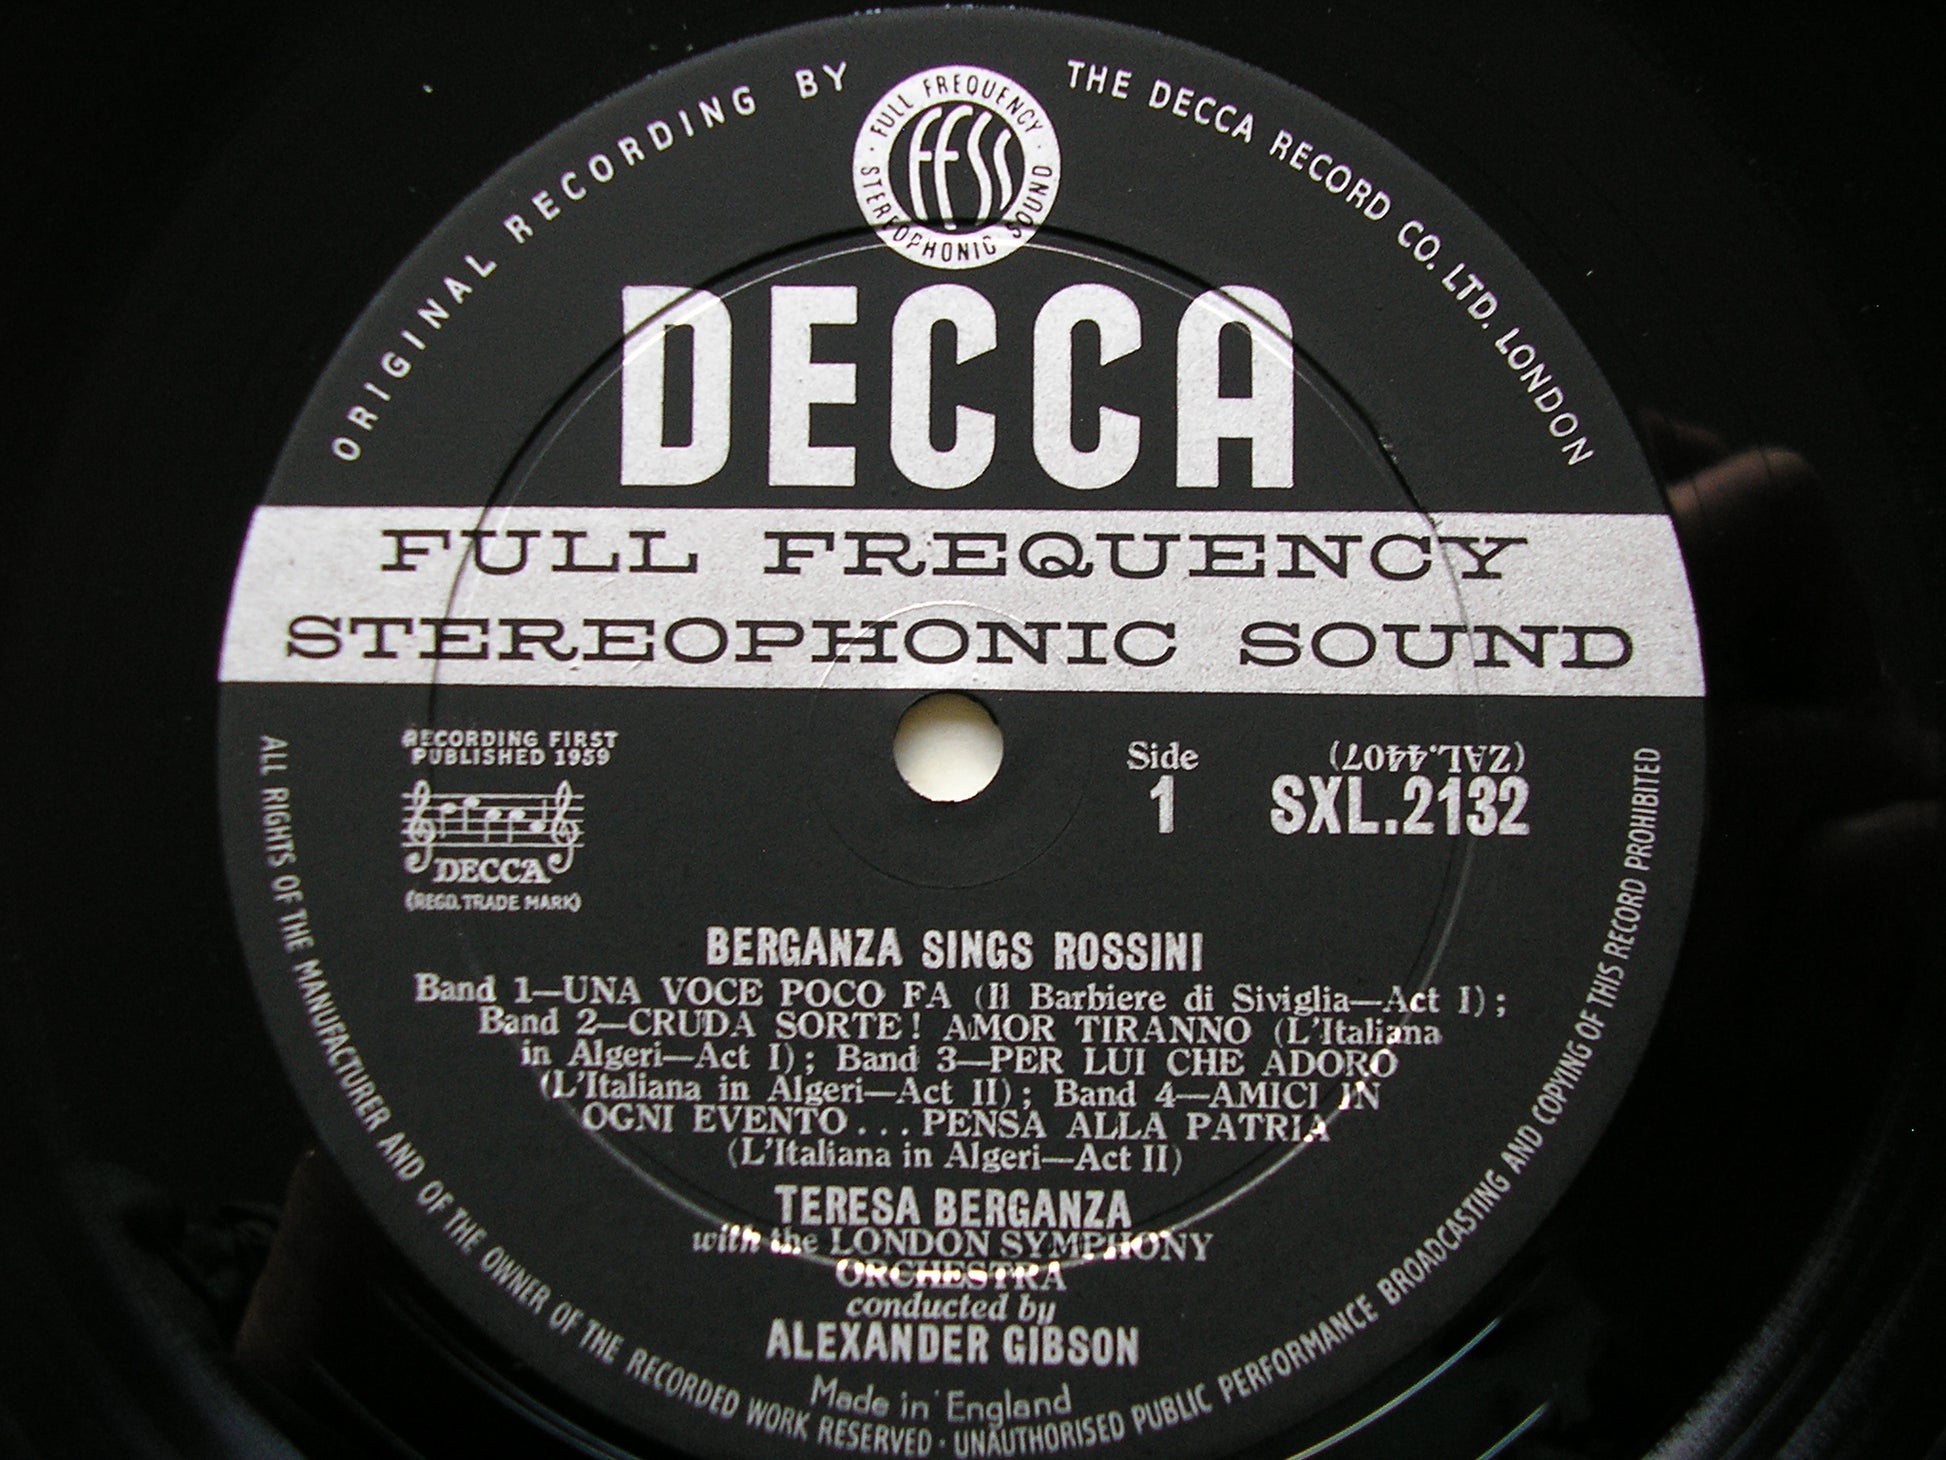 ORIGINAL RECORDING BY THE DECCA RECORD CO. LTD. LONDON
· FULL FREQUENCY ·
STEREOPHONIC SOUND
FFSS
DECCA
FULL FREQUENCY
STEREOPHONIC SOUND
RECORDING FIRST
PUBLISHED 1959
DECCA
(REGD. TRADE MARK)
Side
1
(ZAL.4407)
SXL.2132
BERGANZA SINGS ROSSINI
Band 1—UNA VOCE POCO FA (Il Barbiere di Siviglia—Act I);
Band 2—CRUDA SORTE! AMOR TIRANNO (L'Italiana
in Algeri—Act I); Band 3—PER LUI CHE ADORO
(L'Italiana in Algeri—Act II); Band 4—AMICI IN
OGNI EVENTO... PENSA ALLA PATRIA
(L'Italiana in Algeri—Act II)
TERESA BERGANZA
with the LONDON SYMPHONY
ORCHESTRA
conducted by
ALEXANDER GIBSON
Made in England
ALL RIGHTS OF THE MANUFACTURER AND OF THE OWNER OF THE RECORDED WORK RESERVED · UNAUTHORISED PUBLIC PERFORMANCE BROADCASTING AND COPYING OF THIS RECORD PROHIBITED